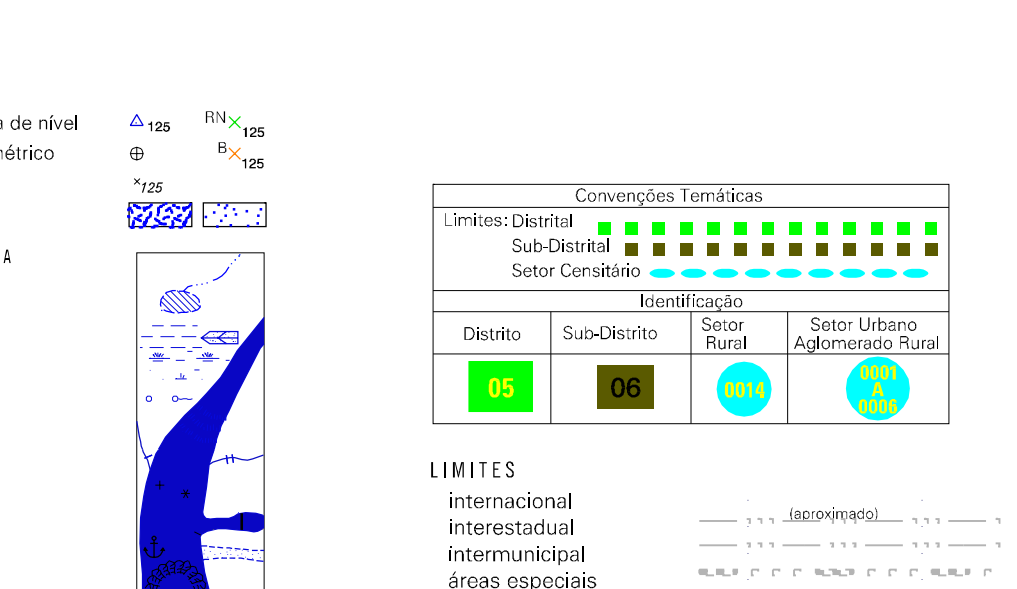 a de nível
125
RN
125
métrico
B
125
125
A
Convenções Temáticas
Limites: Distrital
Sub-Distrital
Setor Censitário
Identificação
Distrito
Sub-Distrito
Setor
Rural
Setor Urbano
Aglomerado Rural
05
06
0014
0001
A
0006
LIMITES
internacional
(aproximado)
interestadual
intermunicipal
áreas especiais